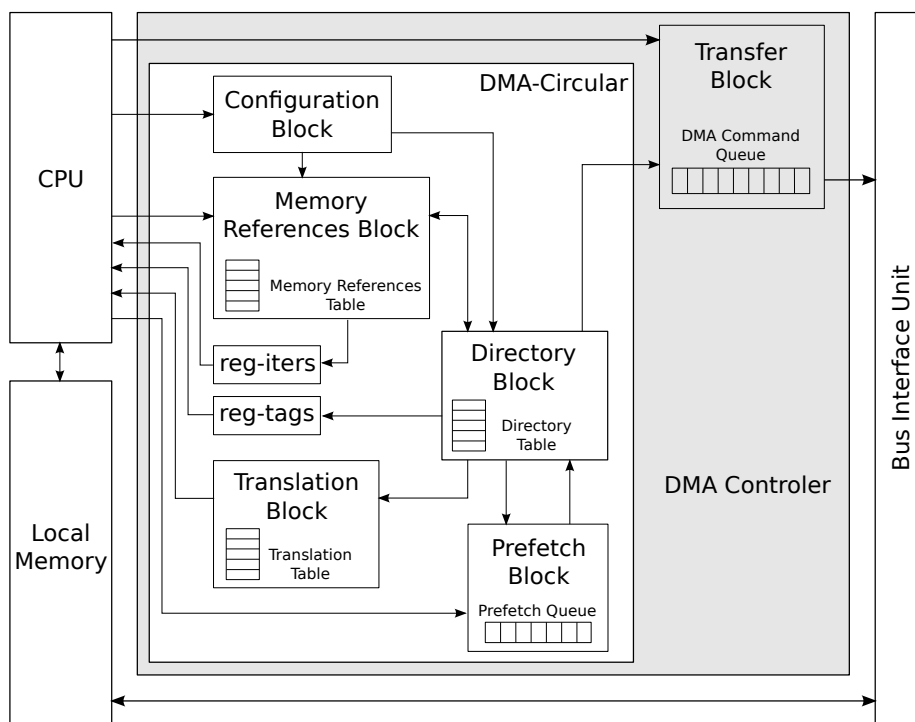 CPU
Local
Memory
DMA-Circular
Configuration
Block
Memory
References Block
Memory References
Table
reg-iters
reg-tags
Translation
Block
Translation
Table
Directory
Block
Directory
Table
Prefetch
Block
Prefetch Queue
Transfer
Block
DMA Command
Queue
DMA Controler
Bus Interface Unit